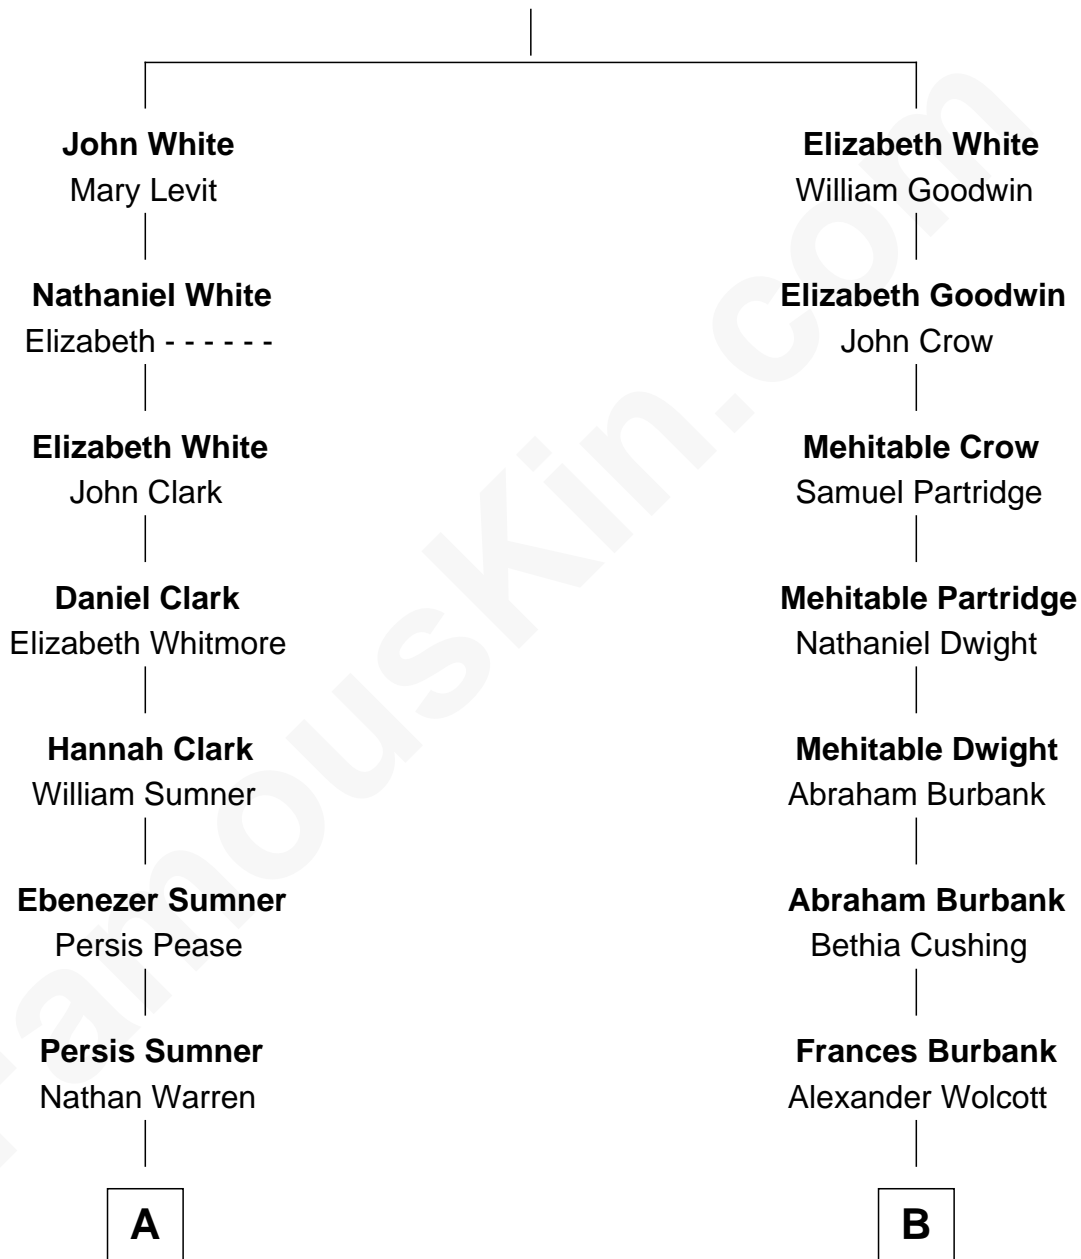 John White
Mary Levit
Nathaniel White
Elizabeth - - - - - -
Elizabeth White
John Clark
Daniel Clark
Elizabeth Whitmore
Hannah Clark
William Sumner
Ebenezer Sumner
Persis Pease
Persis Sumner
Nathan Warren
A
Elizabeth White
William Goodwin
Elizabeth Goodwin
John Crow
Mehitable Crow
Samuel Partridge
Mehitable Partridge
Nathaniel Dwight
Mehitable Dwight
Abraham Burbank
Abraham Burbank
Bethia Cushing
Frances Burbank
Alexander Wolcott
B
FamousKin.com